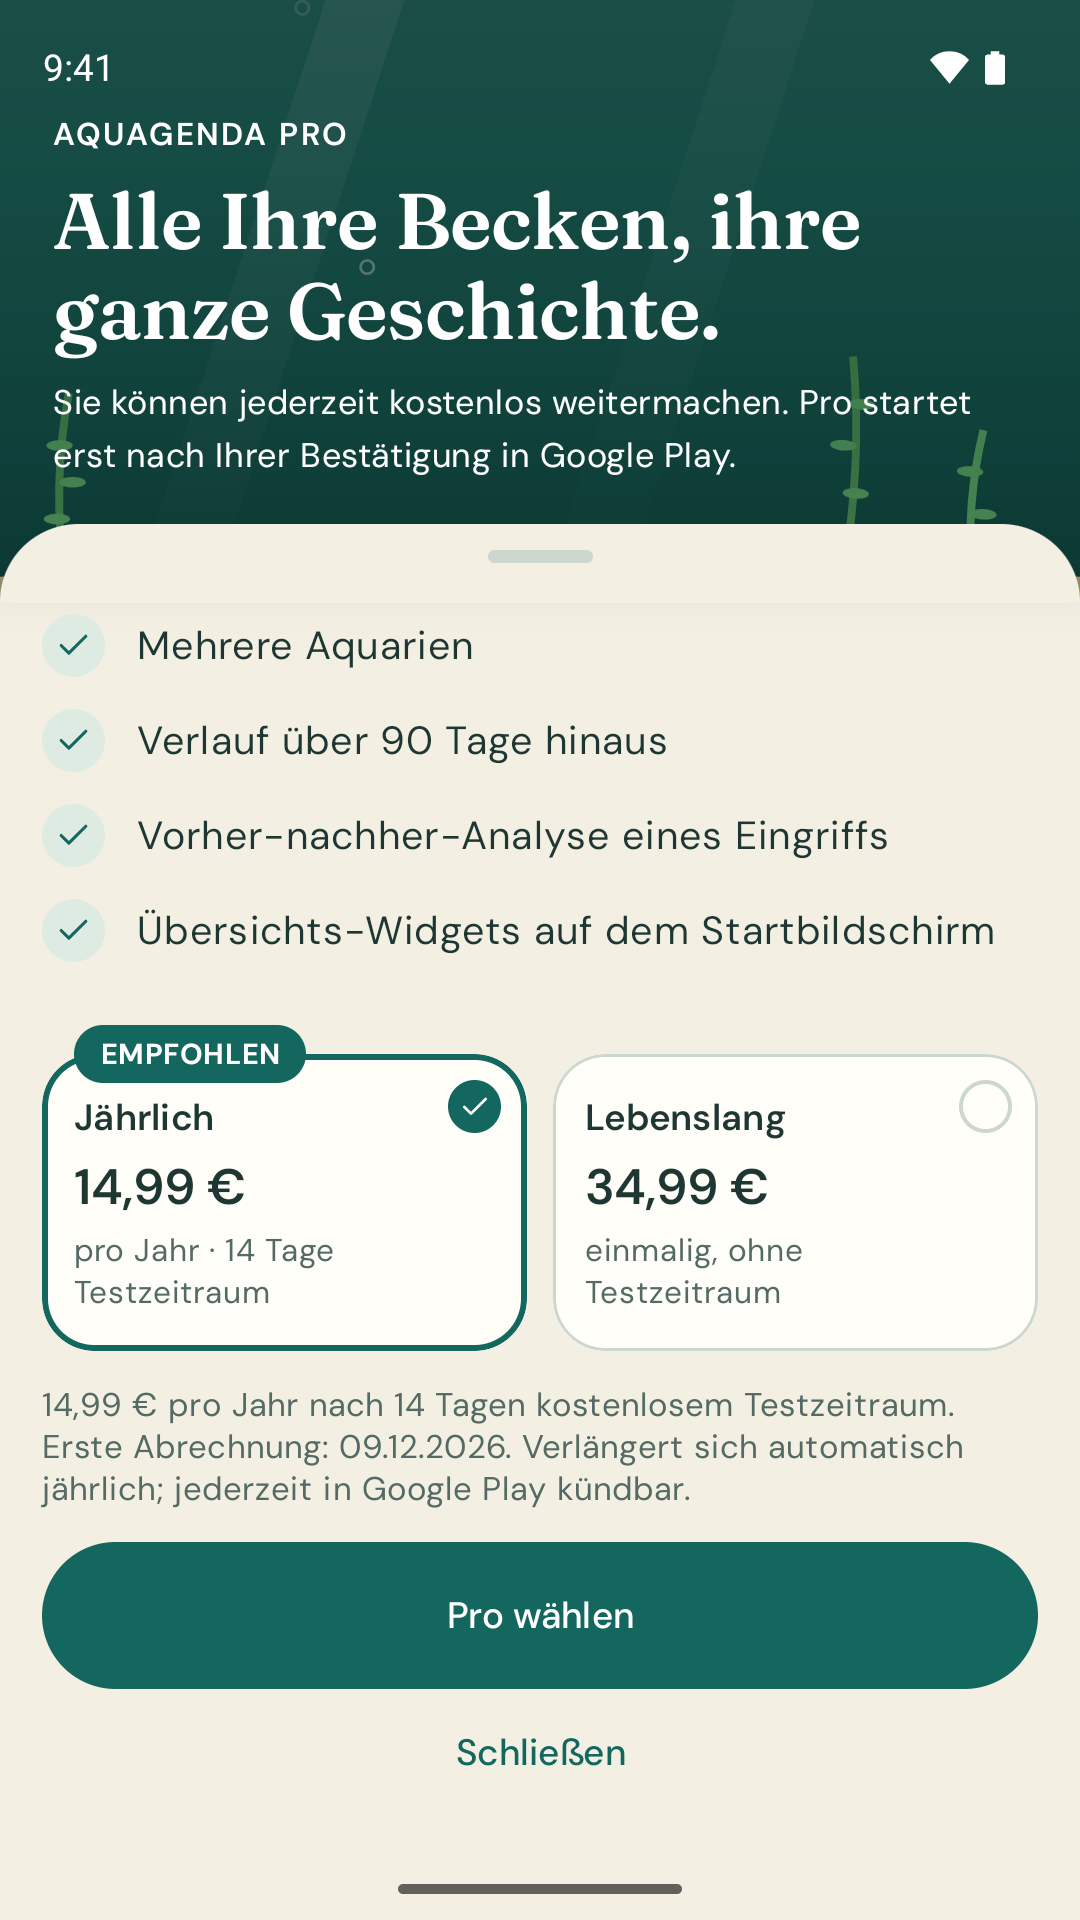 9:41
AQUAGENDA PRO
Alle Ihre Becken, ihre
ganze Geschichte.
Sie können jederzeit kostenlos weitermachen. Pro startet
erst nach Ihrer Bestätigung in Google Play.
Mehrere Aquarien
Verlauf über 90 Tage hinaus
Vorher-nachher-Analyse eines Eingriffs
Übersichts-Widgets auf dem Startbildschirm
EMPFOHLEN
Jährlich
14,99 €
pro Jahr · 14 Tage
Testzeitraum
Lebenslang
34,99 €
einmalig, ohne
Testzeitraum
14,99 € pro Jahr nach 14 Tagen kostenlosem Testzeitraum.
Erste Abrechnung: 09.12.2026. Verlängert sich automatisch
jährlich; jederzeit in Google Play kündbar.
Pro wählen
Schließen